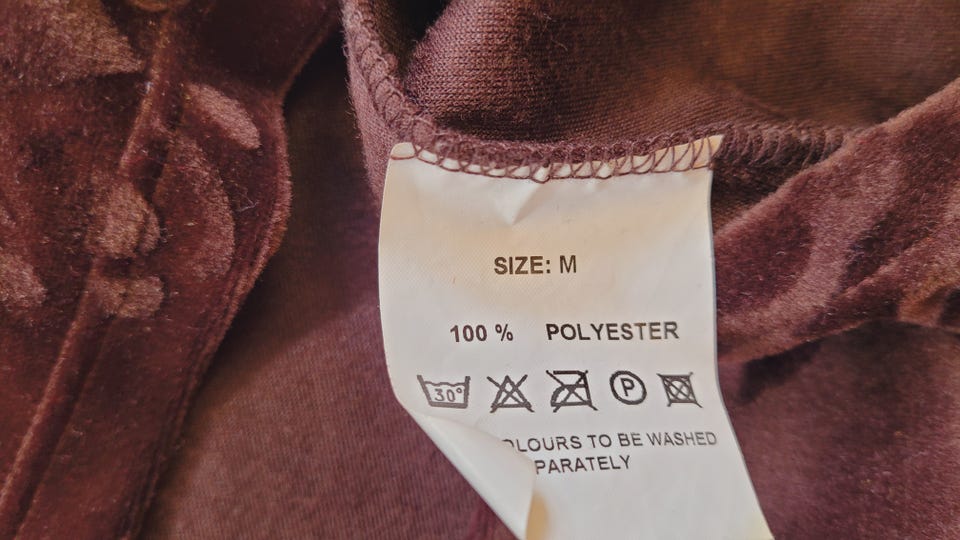 SIZE: M
100 % POLYESTER
30° P
OLOURS TO BE WASHED
PARATELY